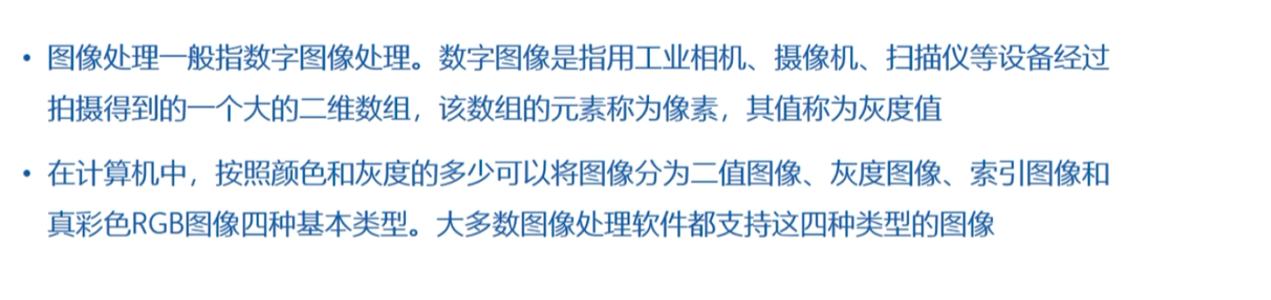 • 图像处理一般指数字图像处理。数字图像是指用工业相机、摄像机、扫描仪等设备经过
拍摄得到的一个大的二维数组，该数组的元素称为像素，其值称为灰度值
• 在计算机中，按照颜色和灰度的多少可以将图像分为二值图像、灰度图像、索引图像和
真彩色RGB图像四种基本类型。大多数图像处理软件都支持这四种类型的图像